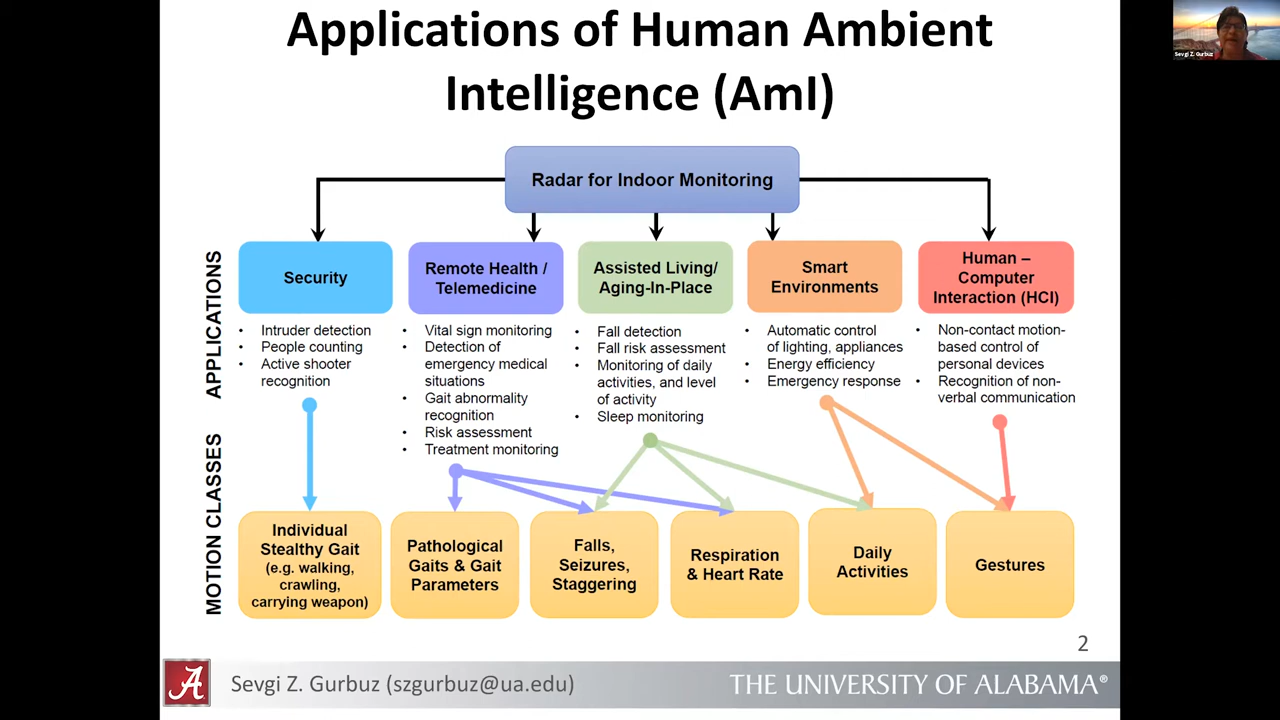 Applications of Human Ambient
Intelligence (AmI)
Sevgi Z. Gurbuz
Radar for Indoor Monitoring
APPLICATIONS
Security
• Intruder detection
• People counting
• Active shooter
recognition
Remote Health /
Telemedicine
• Vital sign monitoring
• Detection of
emergency medical
situations
• Gait abnormality
recognition
• Risk assessment
• Treatment monitoring
Assisted Living/
Aging-In-Place
• Fall detection
• Fall risk assessment
• Monitoring of daily
activities, and level
of activity
• Sleep monitoring
Smart
Environments
• Automatic control
of lighting, appliances
• Energy efficiency
• Emergency response
Human –
Computer
Interaction (HCI)
• Non-contact motion-
based control of
personal devices
• Recognition of non-
verbal communication
MOTION CLASSES
Individual
Stealthy Gait
(e.g. walking,
crawling,
carrying weapon)
Pathological
Gaits & Gait
Parameters
Falls,
Seizures,
Staggering
Respiration
& Heart Rate
Daily
Activities
Gestures
2
A
Sevgi Z. Gurbuz (szgurbuz@ua.edu)
THE UNIVERSITY OF ALABAMA®